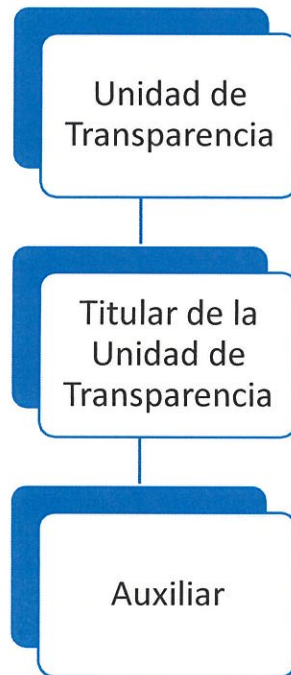 Unidad de
Transparencia
Titular de la
Unidad de
Transparencia
Auxiliar